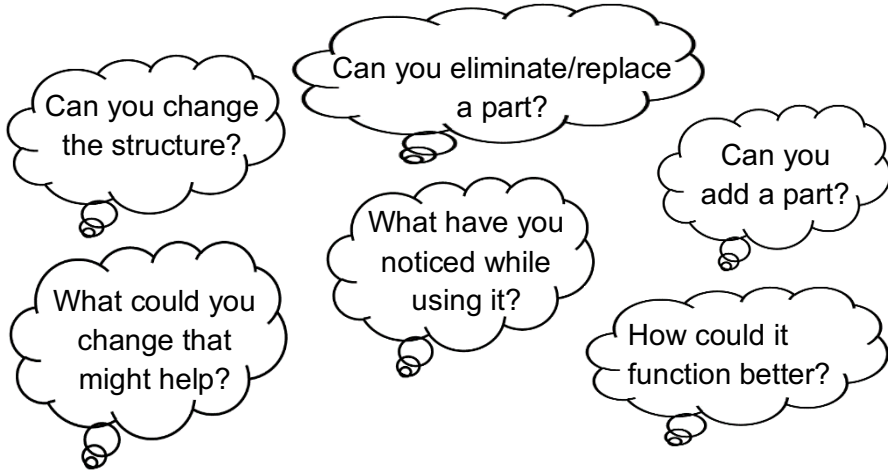 Can you change
the structure?
Can you eliminate/replace
a part?
Can you
add a part?
What have you
noticed while
using it?
What could you
change that
might help?
How could it
function better?